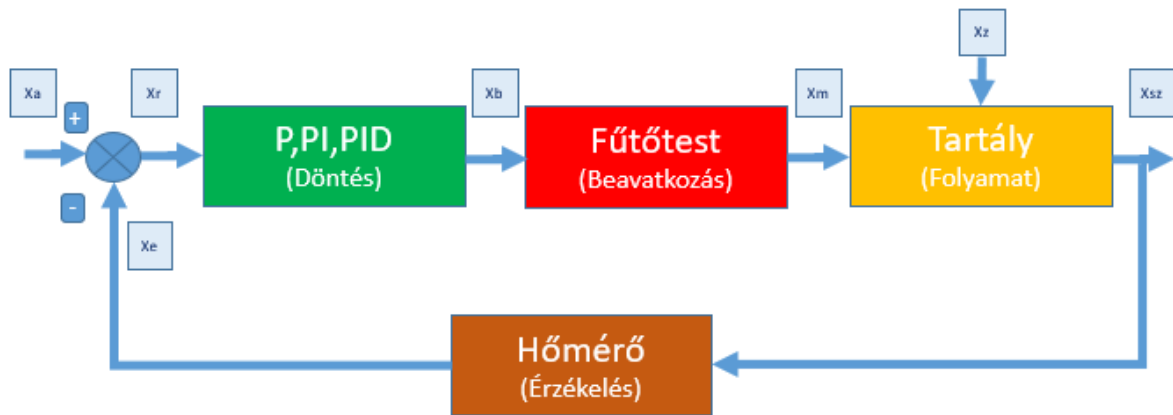 Xz
Xa
Xr
Xb
Xm
Xsz
+
P,PI,PID
(Döntés)
Fűtőtest
(Beavatkozás)
Tartály
(Folyamat)
-
Xe
Hőmérő
(Érzékelés)